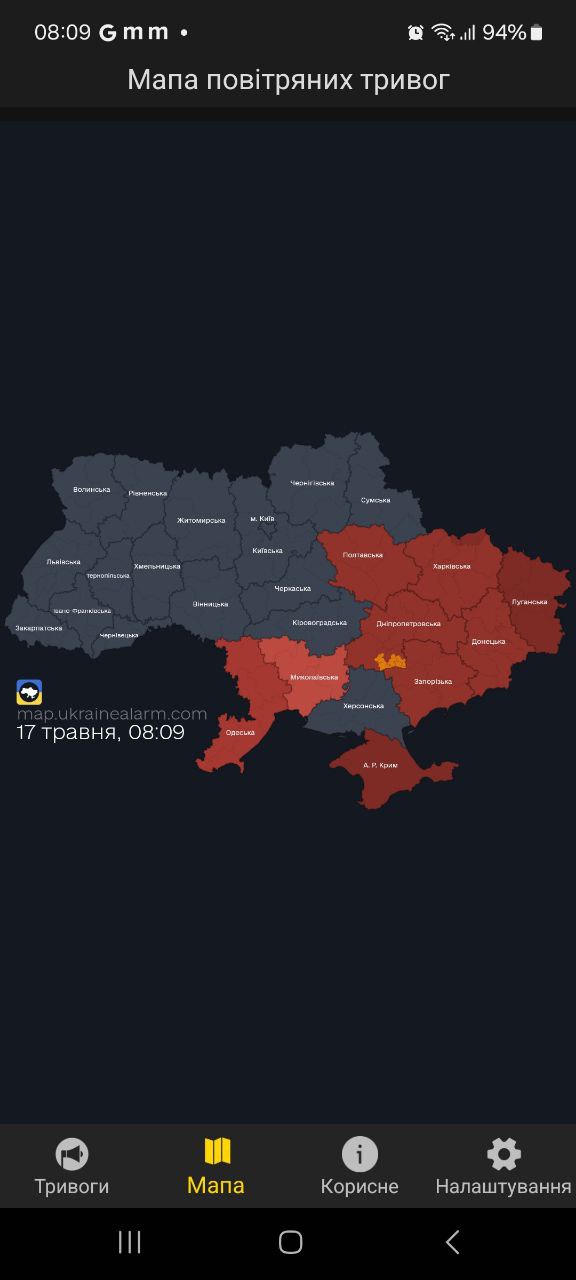 08:09 G m m •
94%
Мапа повітряних тривог
Чернігівська
Сумська
Волинська
Рівненська
Житомирська
м. Київ
Київська
Полтавська
Харківська
Львівська
Тернопільська
Хмельницька
Черкаська
Луганська
Вінницька
Івано-Франківська
Кіровоградська
Дніпропетровська
Закарпатська
Чернівецька
Донецька
Миколаївська
Запорізька
Херсонська
Одеська
А. Р. Крим
map.ukrainealarm.com
17 травня, 08:09
Тривоги
Мапа
Корисне
Налаштування